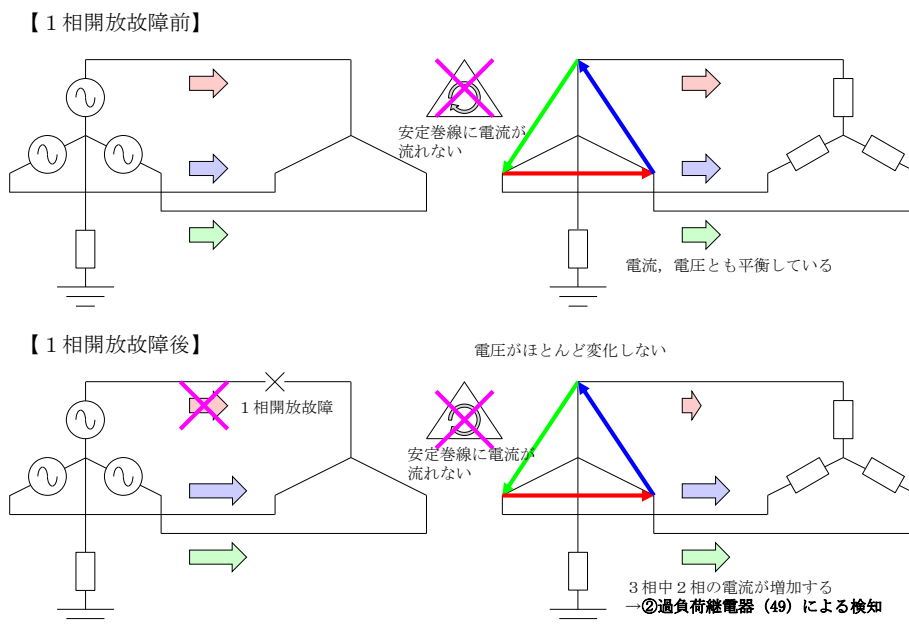 【１相開放故障前】
安定巻線に電流が
流れない
電流，電圧とも平衡している
【１相開放故障後】
電圧がほとんど変化しない
１相開放故障
安定巻線に電流が
流れない
３相中２相の電流が増加する
→②過負荷継電器（49）による検知